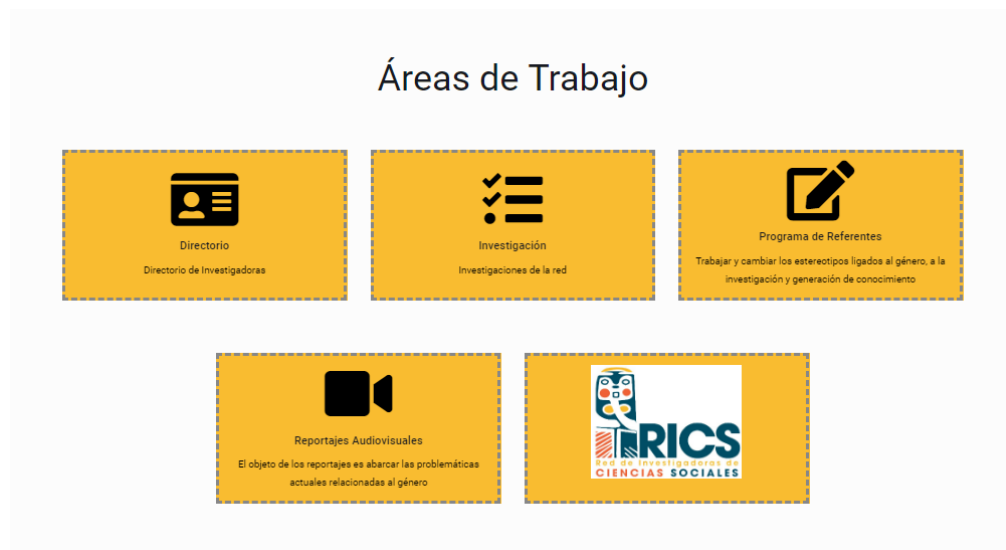 Áreas de Trabajo
Directorio
Directorio de Investigadoras
Investigación
Investigaciones de la red
Programa de Referentes
Trabajar y cambiar los estereotipos ligados al género, a la
investigación y generación de conocimiento
Reportajes Audiovisuales
El objeto de los reportajes es abarcar las problemáticas
actuales relacionadas al género
RICS
Red de Investigadoras de
CIENCIAS SOCIALES